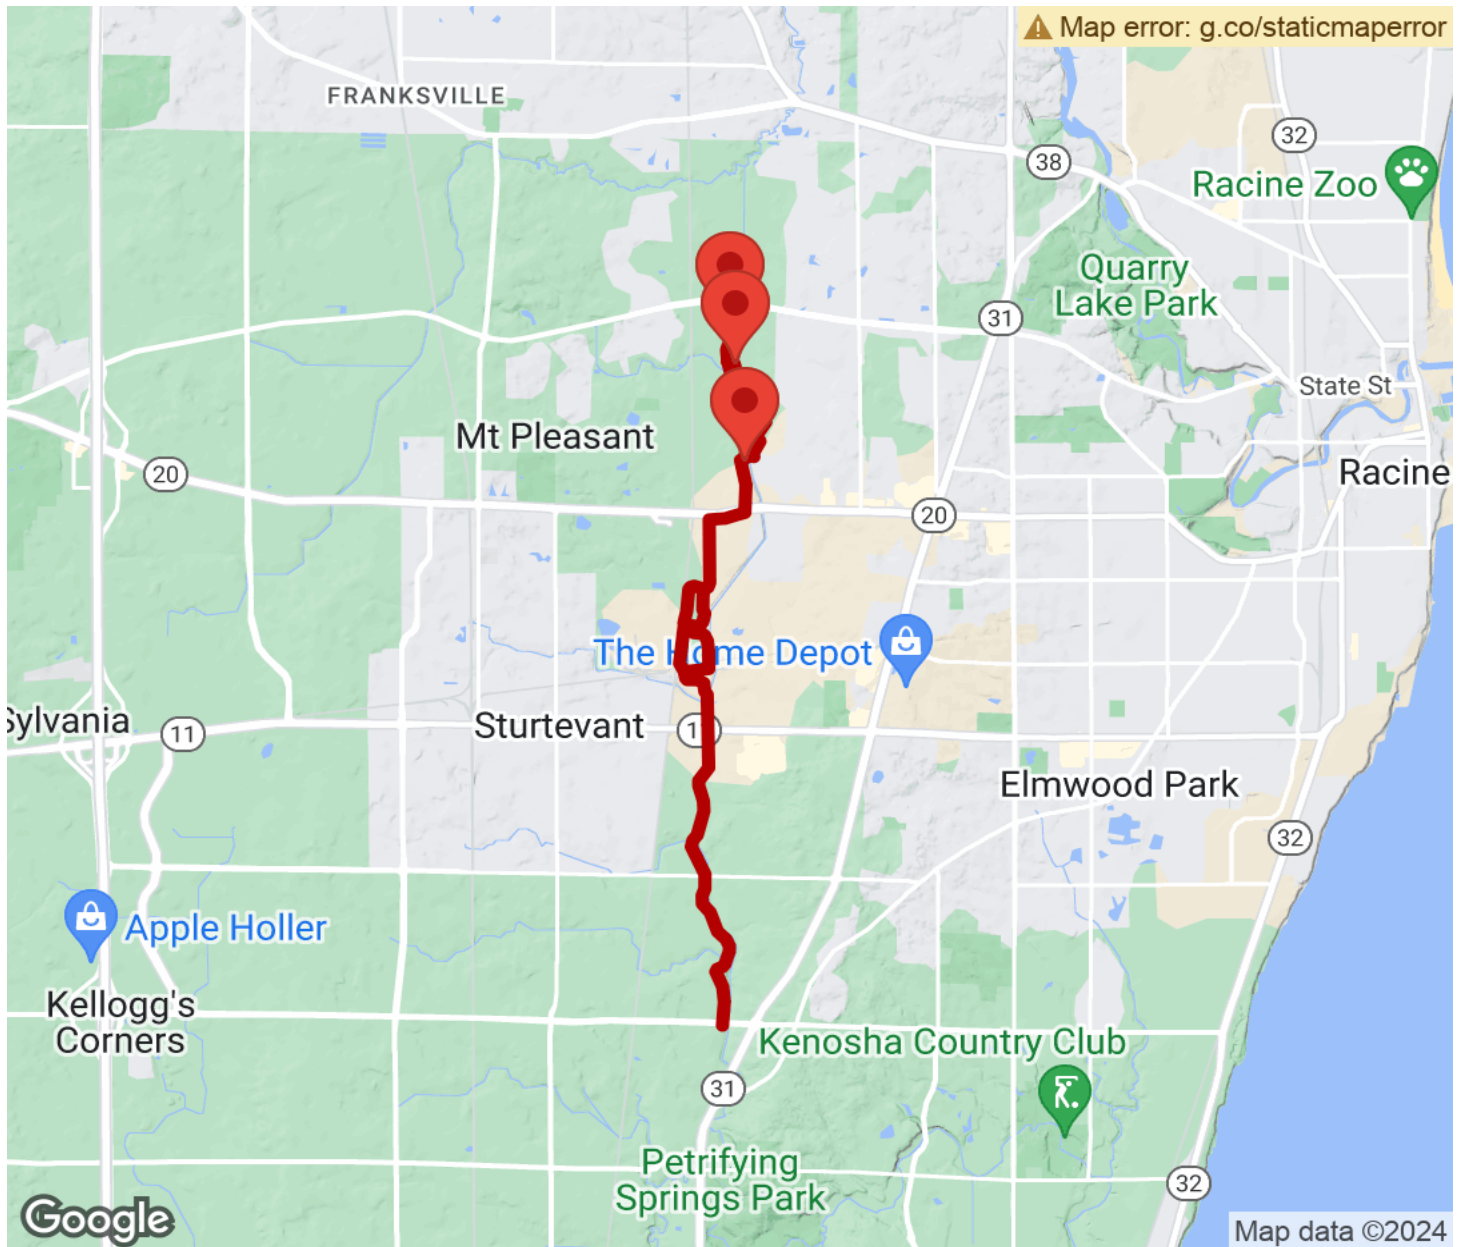 Map error: g.co/staticmaperror
FRANKSVILLE
32
38
Racine Zoo
Quarry
Lake Park
31
State St
Mt Pleasant
20
Racine
20
The Home Depot
Sylvania
11
Sturtevant
Elmwood Park
32
Apple Holler
Kellogg's
Corners
Kenosha Country Club
31
Petrifying
Springs Park
32
Google
Map data ©2024